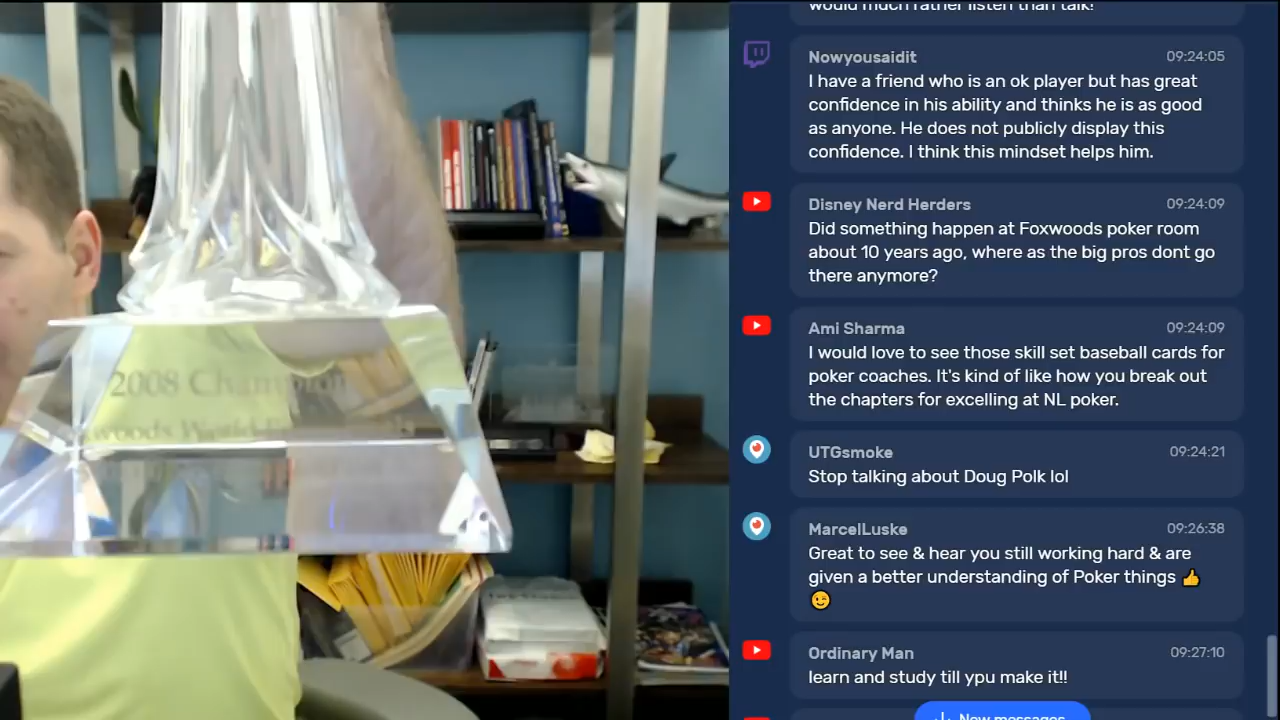 2008 Champion
would much rather listen than talk!
Nowyousaidit 09:24:05
I have a friend who is an ok player but has great
confidence in his ability and thinks he is as good
as anyone. He does not publicly display this
confidence. I think this mindset helps him.
Disney Nerd Herders 09:24:09
Did something happen at Foxwoods poker room
about 10 years ago, where as the big pros dont go
there anymore?
Ami Sharma 09:24:09
I would love to see those skill set baseball cards for
poker coaches. It's kind of like how you break out
the chapters for excelling at NL poker.
UTGsmoke 09:24:21
Stop talking about Doug Polk lol
MarcelLuske 09:26:38
Great to see & hear you still working hard & are
given a better understanding of Poker things 👍
😉
Ordinary Man 09:27:10
learn and study till ypu make it!!
New messages